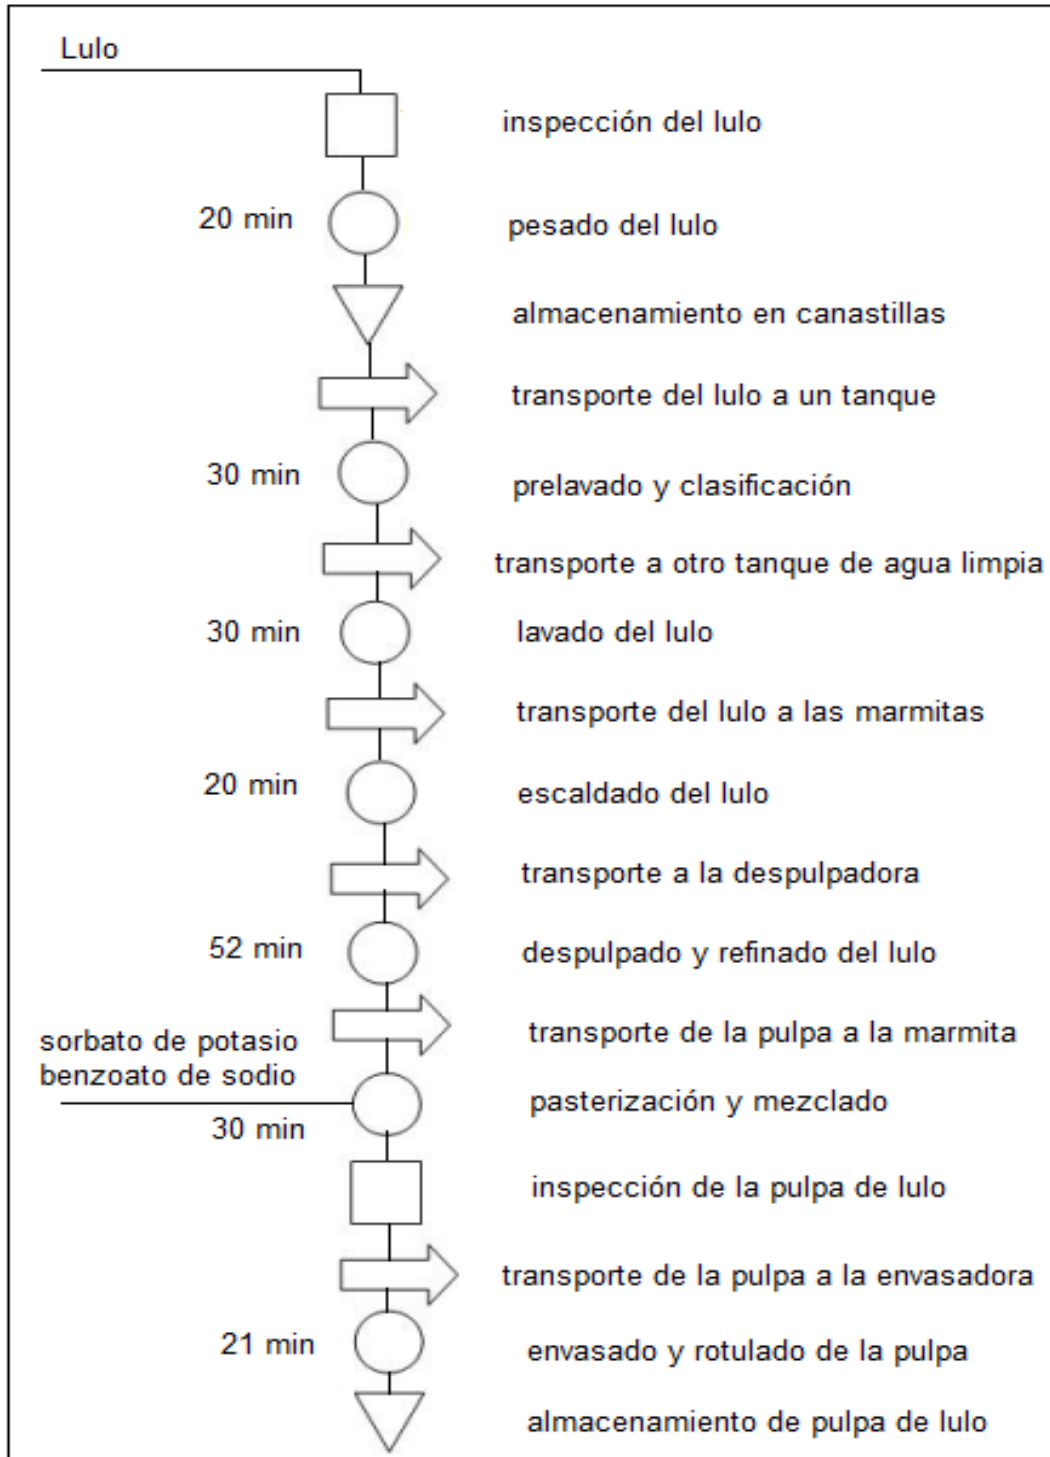 Lulo
inspección del lulo
20 min
pesado del lulo
almacenamiento en canastillas
transporte del lulo a un tanque
30 min
prelavado y clasificación
transporte a otro tanque de agua limpia
30 min
lavado del lulo
transporte del lulo a las marmitas
20 min
escaldado del lulo
transporte a la despulpadora
52 min
despulpado y refinado del lulo
transporte de la pulpa a la marmita
sorbato de potasio
benzoato de sodio
pasterización y mezclado
30 min
inspección de la pulpa de lulo
transporte de la pulpa a la envasadora
21 min
envasado y rotulado de la pulpa
almacenamiento de pulpa de lulo